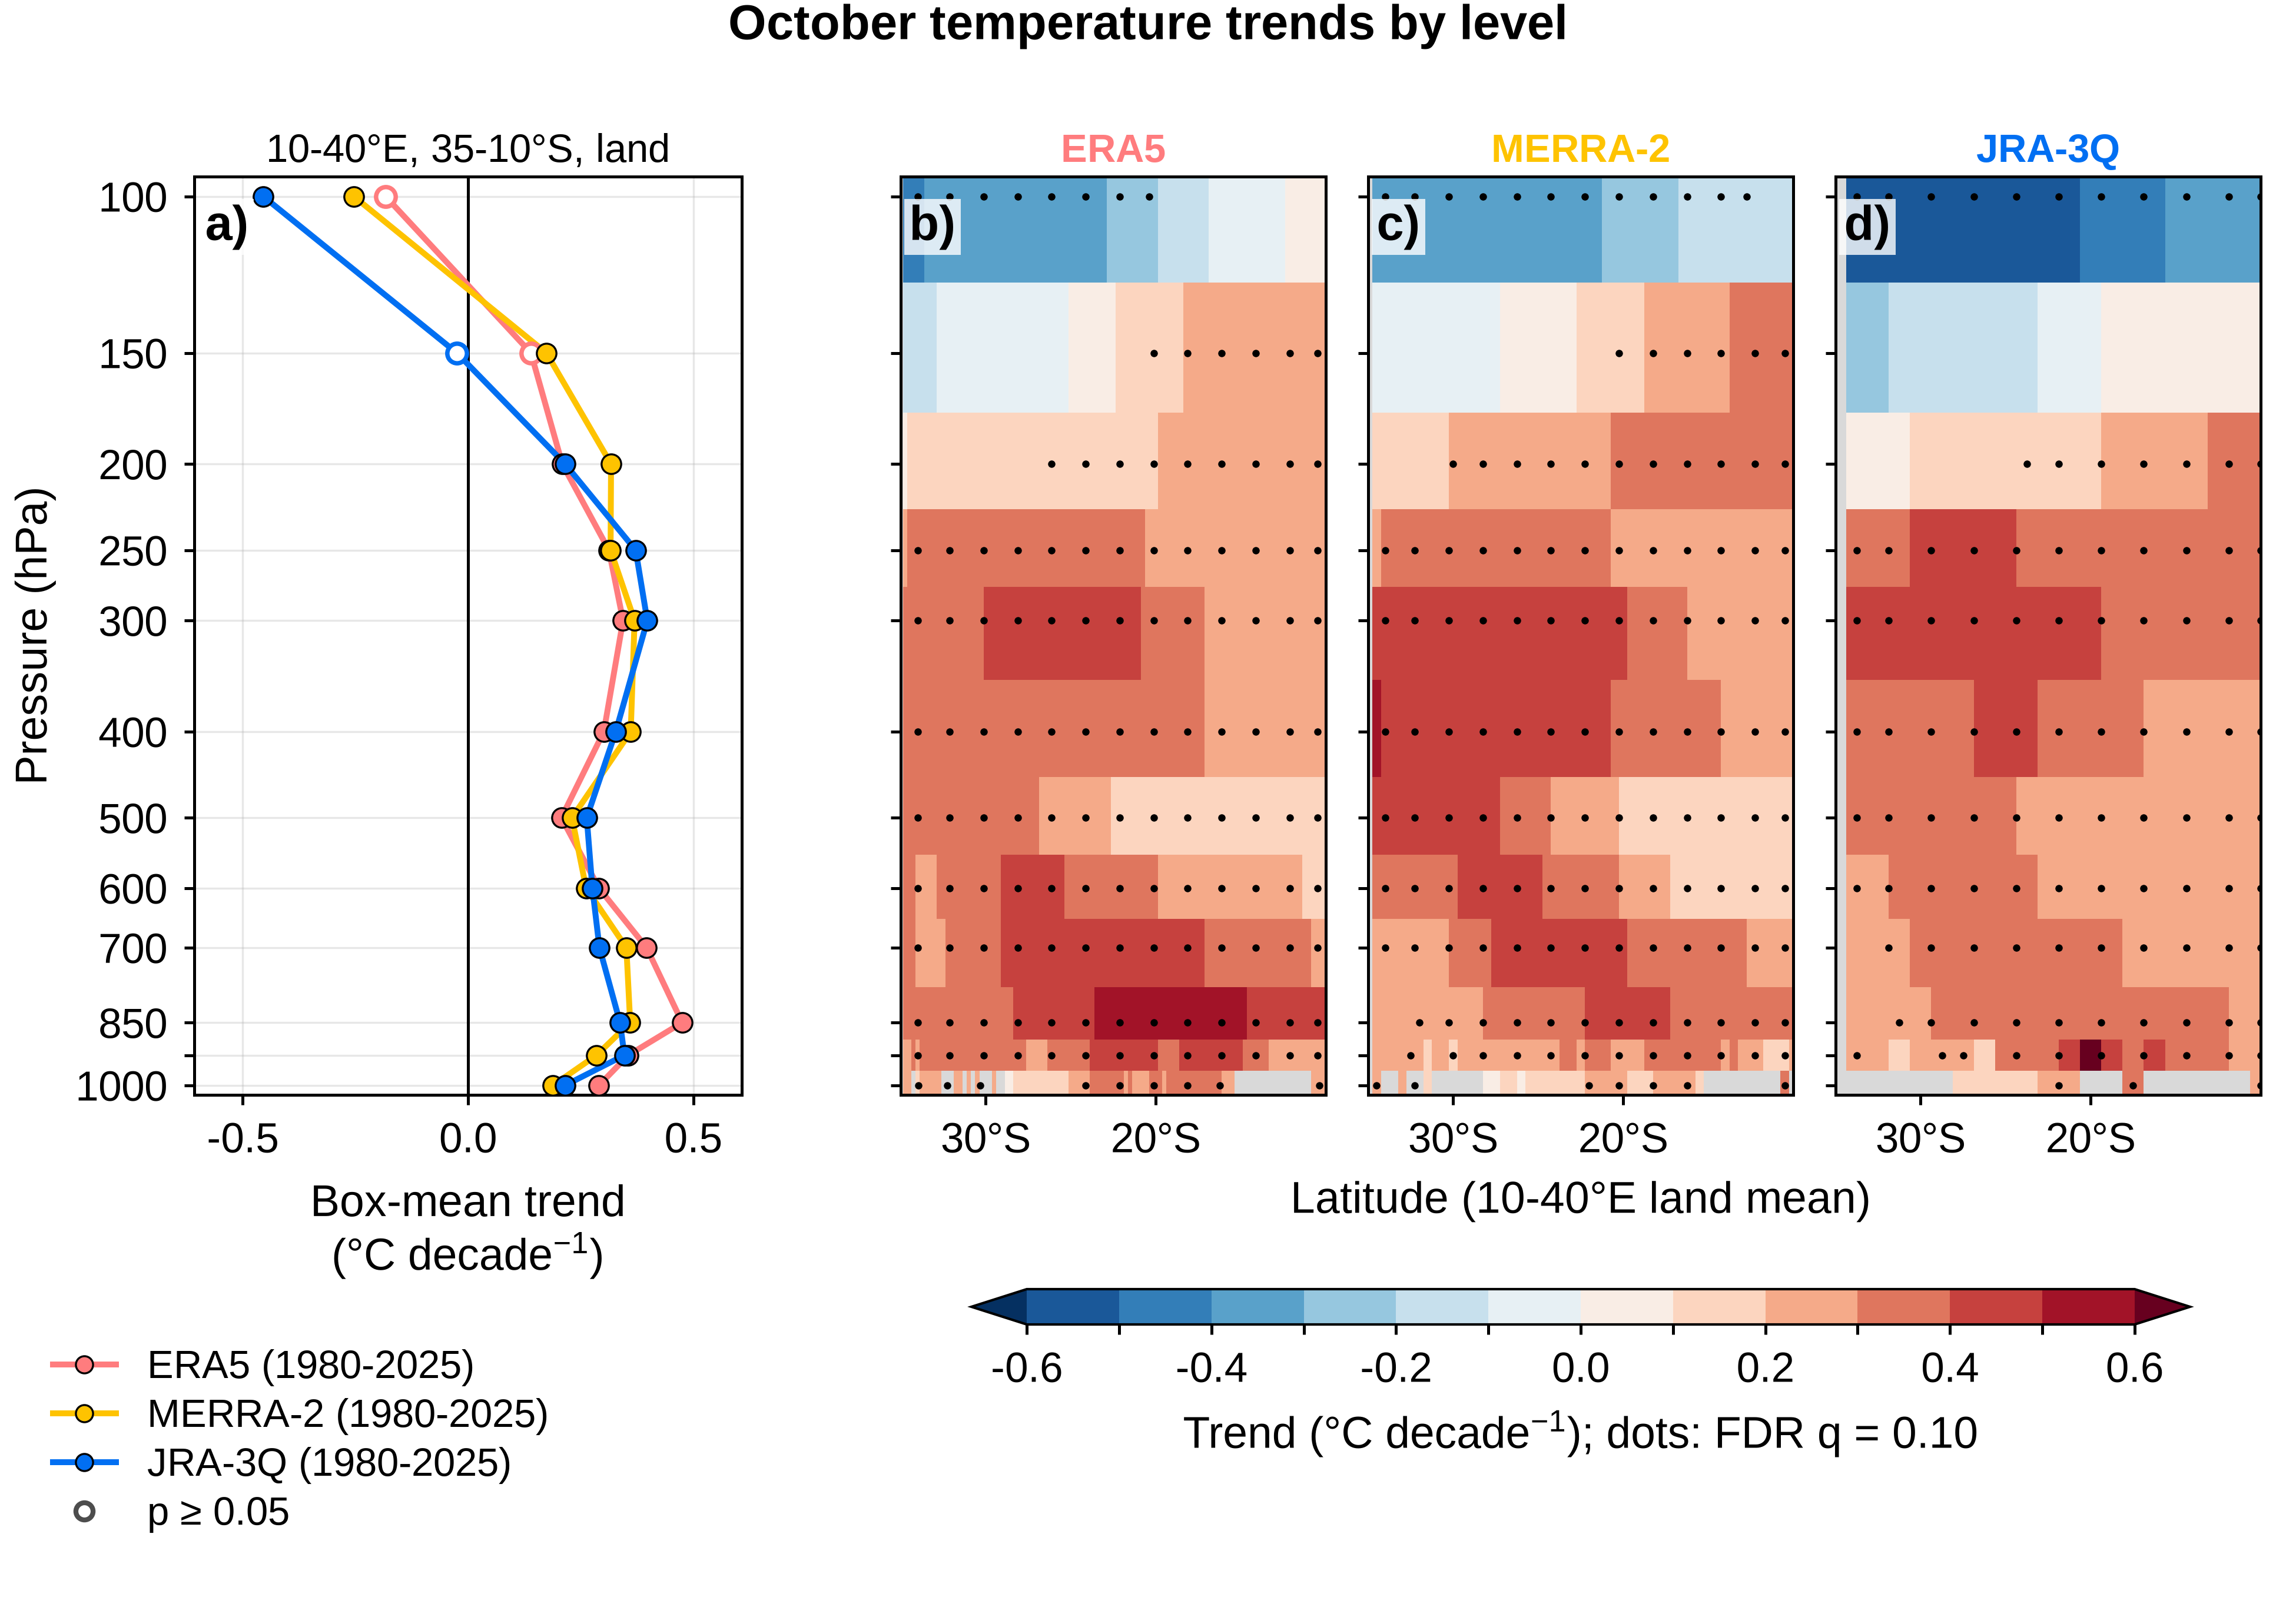 October temperature trends by level
10-40°E, 35-10°S, land
ERA5
MERRA-2
JRA-3Q
a)
b)
c)
d)
Pressure (hPa)
100
150
200
250
300
400
500
600
700
850
1000
-0.5 0.0 0.5
30°S 20°S
30°S 20°S
30°S 20°S
Box-mean trend
(°C decade⁻¹)
Latitude (10-40°E land mean)
-0.6 -0.4 -0.2 0.0 0.2 0.4 0.6
Trend (°C decade⁻¹); dots: FDR q = 0.10
ERA5 (1980-2025)
MERRA-2 (1980-2025)
JRA-3Q (1980-2025)
p ≥ 0.05